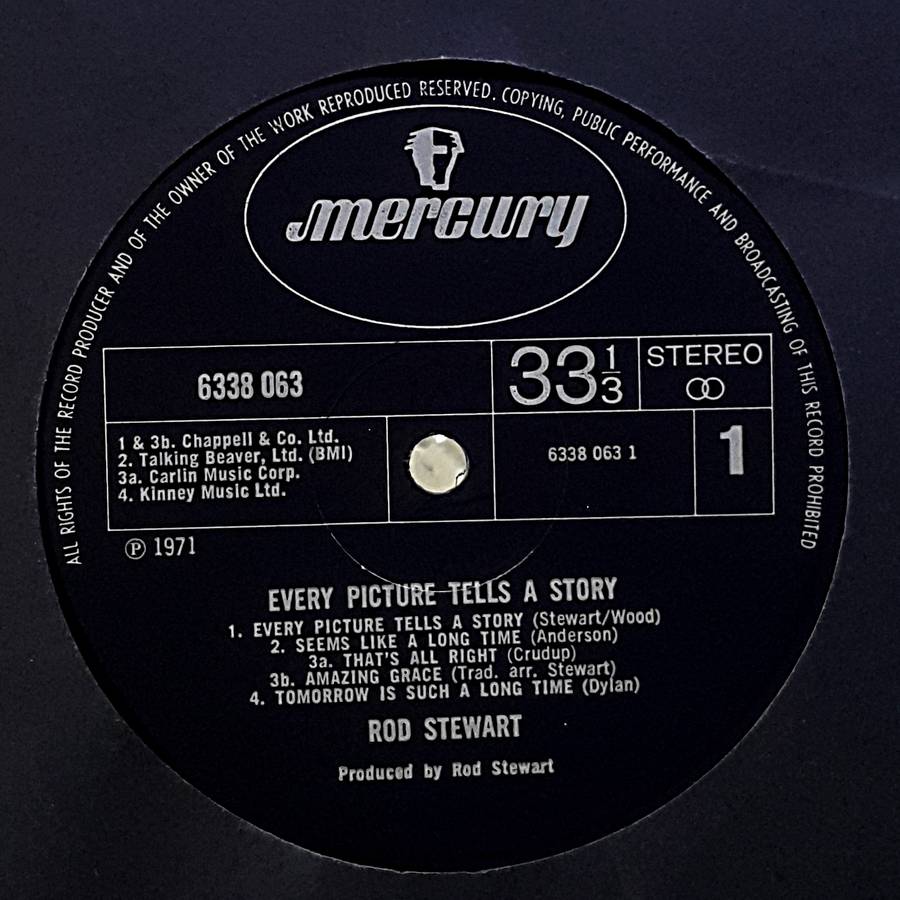 ALL RIGHTS OF THE RECORD PRODUCER AND OF THE OWNER OF THE WORK REPRODUCED RESERVED. COPYING, PUBLIC PERFORMANCE AND BROADCASTING OF THIS RECORD PROHIBITED
mercury
6338 063
33 1/3
STEREO
1 & 3b. Chappell & Co. Ltd.
2. Talking Beaver, Ltd. (BMI)
3a. Carlin Music Corp.
4. Kinney Music Ltd.
6338 063 1
1
℗ 1971
EVERY PICTURE TELLS A STORY
1. EVERY PICTURE TELLS A STORY (Stewart/Wood)
2. SEEMS LIKE A LONG TIME (Anderson)
3a. THAT'S ALL RIGHT (Crudup)
3b. AMAZING GRACE (Trad. arr. Stewart)
4. TOMORROW IS SUCH A LONG TIME (Dylan)
ROD STEWART
Produced by Rod Stewart